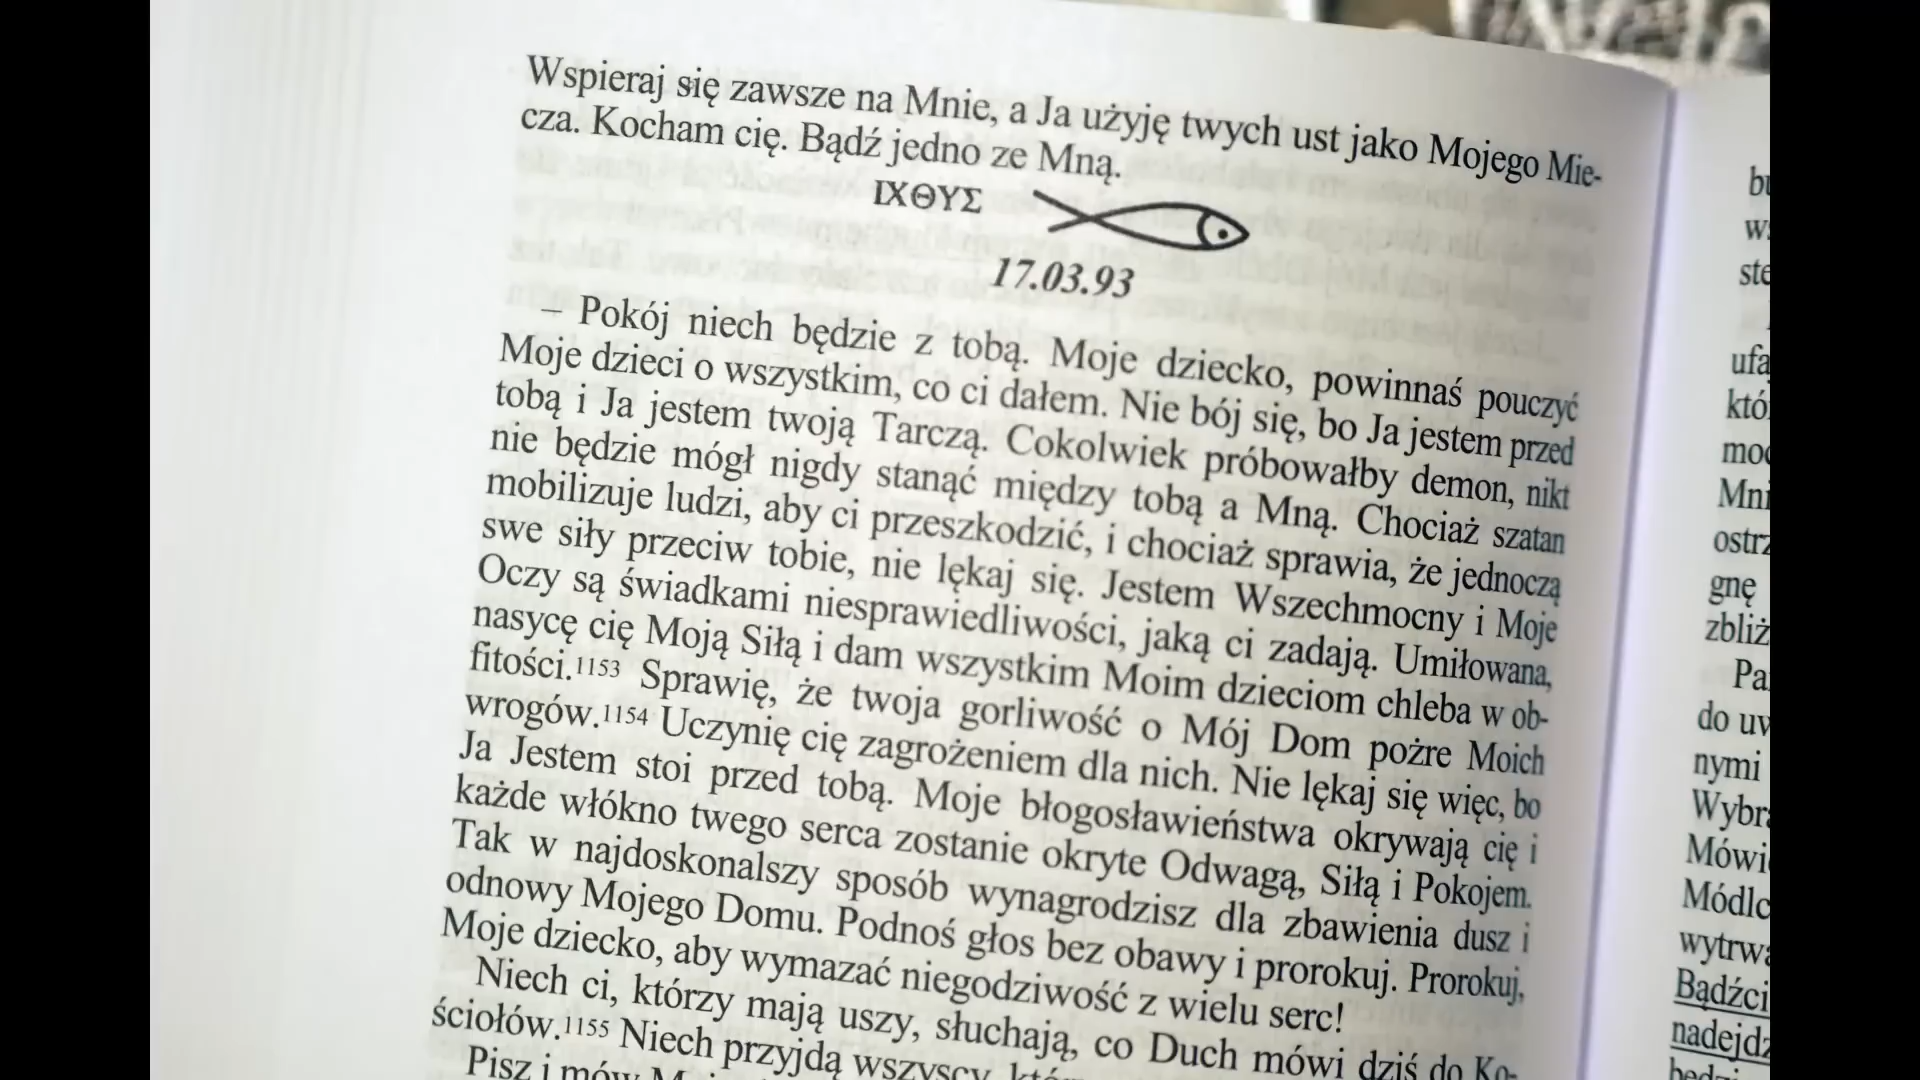 Wspieraj się zawsze na Mnie, a Ja użyję twych ust jako Mojego Mie-
cza. Kocham cię. Bądź jedno ze Mną.
ΙΧΘΥΣ
17.03.93
– Pokój niech będzie z tobą. Moje dziecko, powinnaś pouczyć
Moje dzieci o wszystkim, co ci dałem. Nie bój się, bo Ja jestem przed
tobą i Ja jestem twoją Tarczą. Cokolwiek próbowałby demon, nikt
nie będzie mógł nigdy stanąć między tobą a Mną. Chociaż szatan
mobilizuje ludzi, aby ci przeszkodzić, i chociaż sprawia, że jednoczą
swe siły przeciw tobie, nie lękaj się. Jestem Wszechmocny i Moje
Oczy są świadkami niesprawiedliwości, jaką ci zadają. Umiłowana,
nasycę cię Moją Siłą i dam wszystkim Moim dzieciom chleba w ob-
fitości.1153 Sprawię, że twoja gorliwość o Mój Dom pożre Moich
wrogów.1154 Uczynię cię zagrożeniem dla nich. Nie lękaj się więc, bo
Ja Jestem stoi przed tobą. Moje błogosławieństwa okrywają cię i
każde włókno twego serca zostanie okryte Odwagą, Siłą i Pokojem.
Tak w najdoskonalszy sposób wynagrodzisz dla zbawienia dusz i
odnowy Mojego Domu. Podnoś głos bez obawy i prorokuj. Prorokuj,
Moje dziecko, aby wymazać niegodziwość z wielu serc!
Niech ci, którzy mają uszy, słuchają, co Duch mówi dziś do Ko-
ściołów.1155 Niech przyjdą wszyscy,
Pisz i mów
ufa
któ
Mni
ostrz
gnę
zbliż
do
nymi
Wybra
Mówi
Módlc
wytrwa
Bądźci
nadejdz